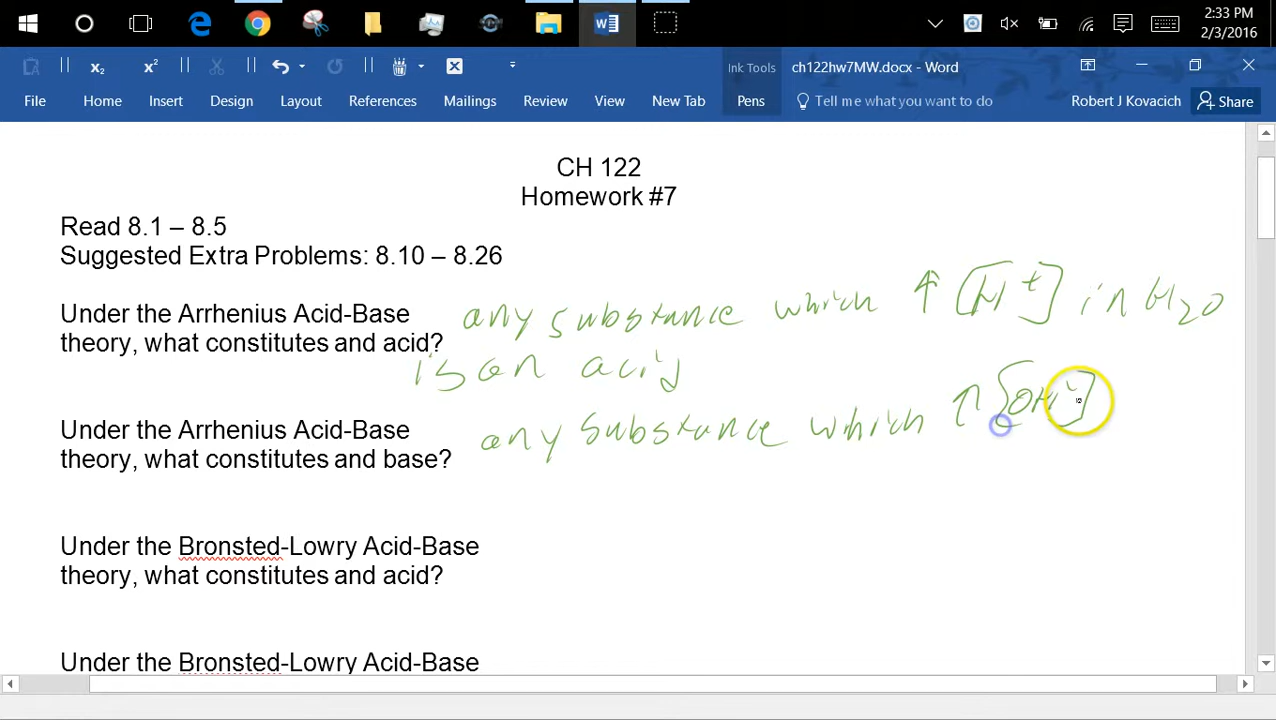 2:33 PM
2/3/2016
x₂ x² Ink Tools ch122hw7MW.docx - Word
File Home Insert Design Layout References Mailings Review View New Tab Pens Tell me what you want to do Robert J Kovacich Share
CH 122
Homework #7
Read 8.1 – 8.5
Suggested Extra Problems: 8.10 – 8.26
Under the Arrhenius Acid-Base
theory, what constitutes and acid?
any substance which ↑ [H⁺] in H₂O
is an acid
Under the Arrhenius Acid-Base
theory, what constitutes and base?
any substance which ↑ [OH⁻]
Under the Bronsted-Lowry Acid-Base
theory, what constitutes and acid?
Under the Bronsted-Lowry Acid-Base